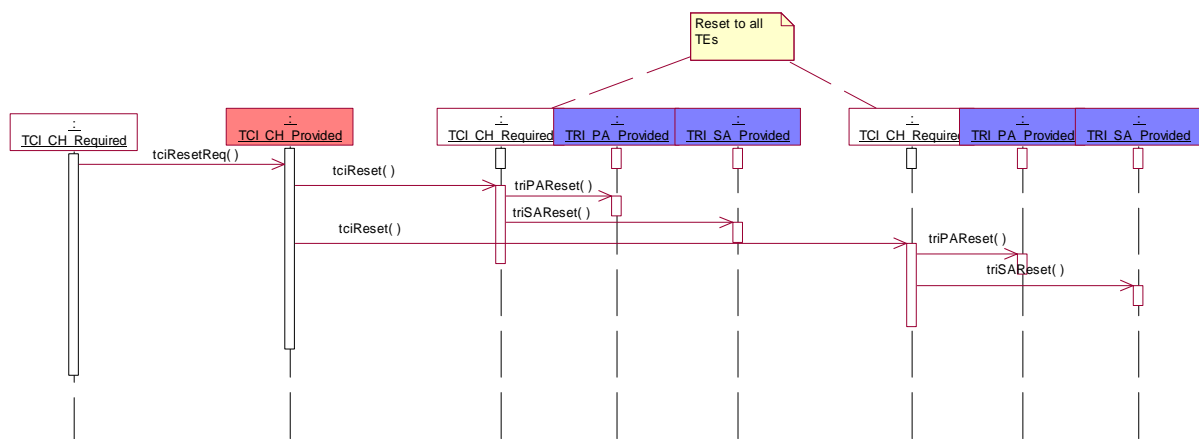 Reset to all
TEs
:
TCI_CH_Required
:
TCI_CH_Provided
:
TCI_CH_Required
:
TRI_PA_Provided
:
TRI_SA_Provided
:
TCI_CH_Required
:
TRI_PA_Provided
:
TRI_SA_Provided
tciResetReq( )
tciReset( )
triPAReset( )
triSAReset( )
tciReset( )
triPAReset( )
triSAReset( )